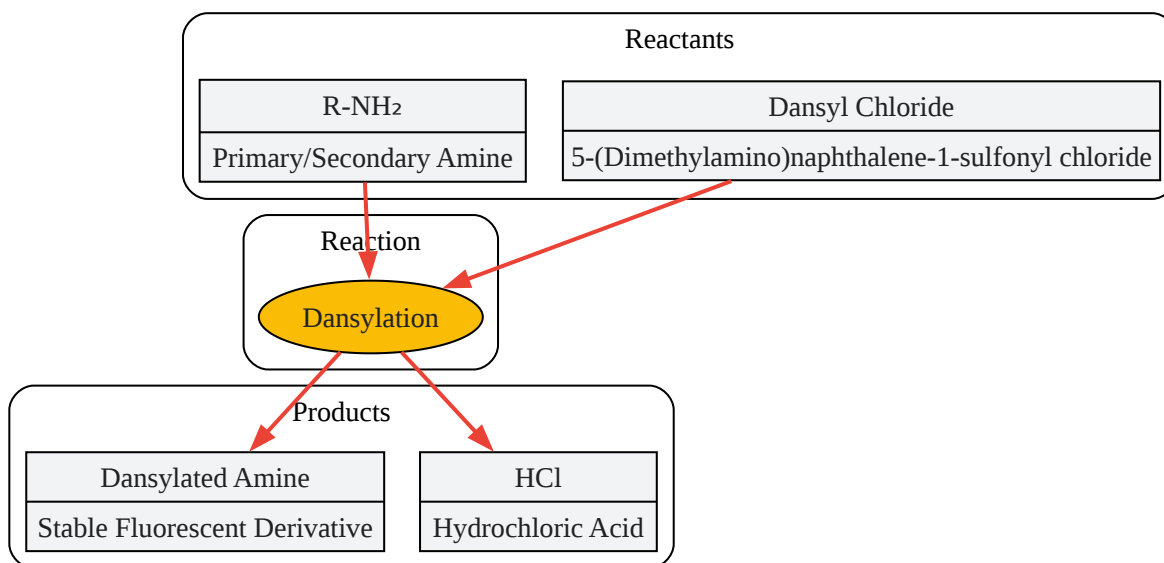 Reactants
R-NH₂
Primary/Secondary Amine
Dansyl Chloride
5-(Dimethylamino)naphthalene-1-sulfonyl chloride
Reaction
Dansylation
Products
Dansylated Amine
Stable Fluorescent Derivative
HCl
Hydrochloric Acid